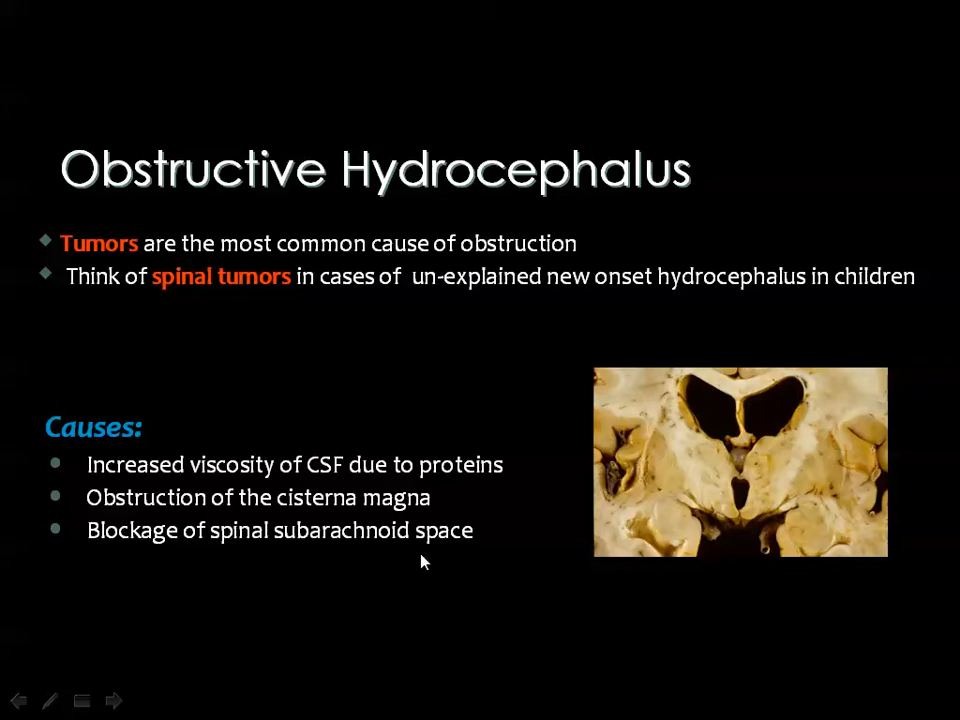 Obstructive Hydrocephalus
Tumors are the most common cause of obstruction
Think of spinal tumors in cases of un-explained new onset hydrocephalus in children
Causes:
Increased viscosity of CSF due to proteins
Obstruction of the cisterna magna
Blockage of spinal subarachnoid space